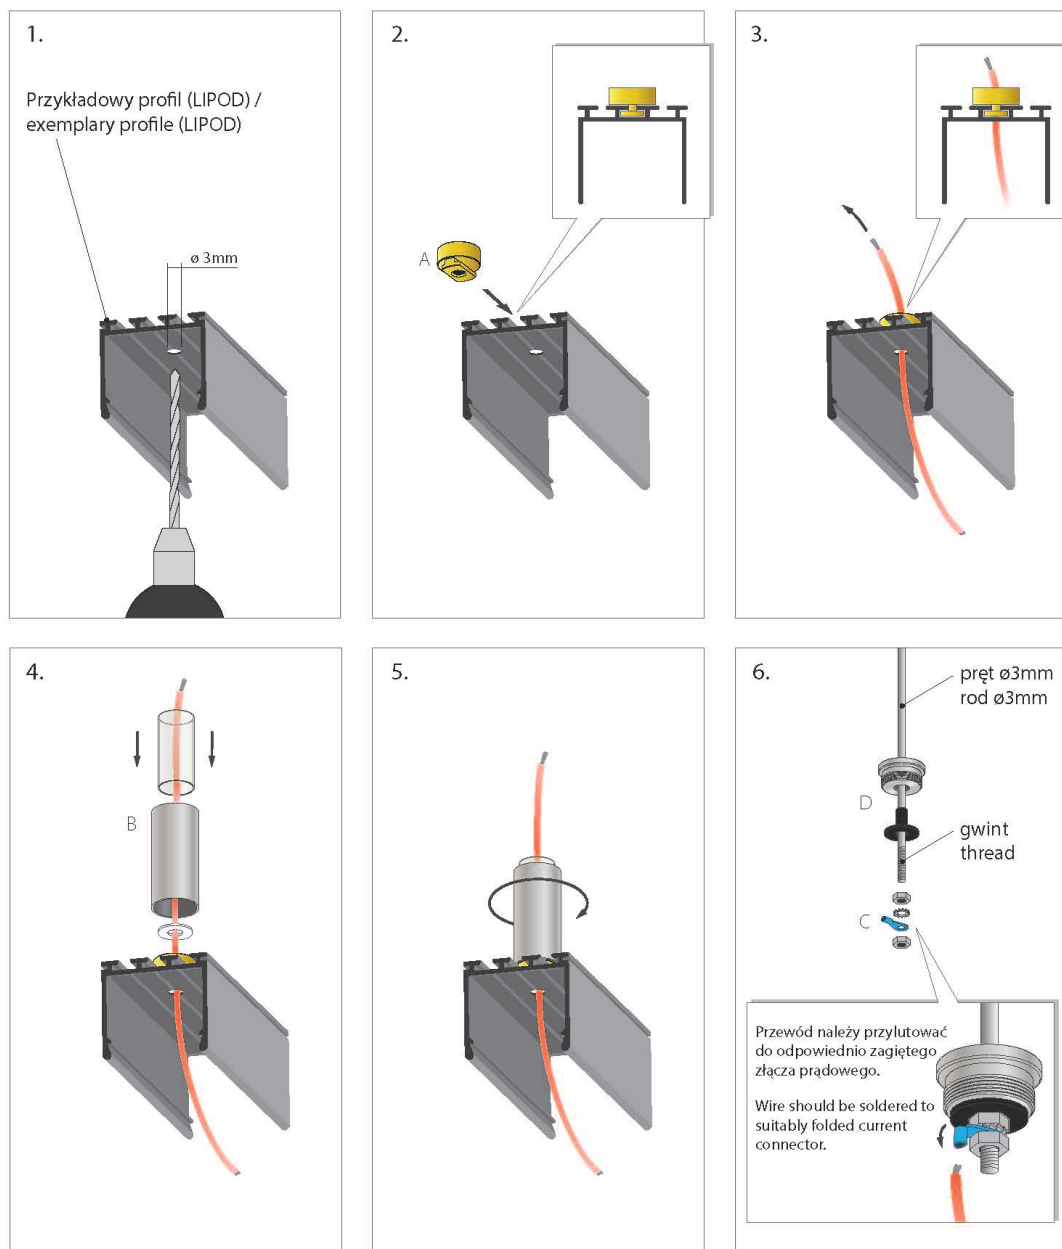 1.
Przykładowy profil (LIPOD) /
exemplary profile (LIPOD)
ø 3mm
2.
A
3.
4.
B
5.
6.
pręt ø3mm
rod ø3mm
D
gwint
thread
C
Przewód należy przylutować
do odpowiednio zagiętego
złącza prądowego.
Wire should be soldered to
suitably folded current
connector.